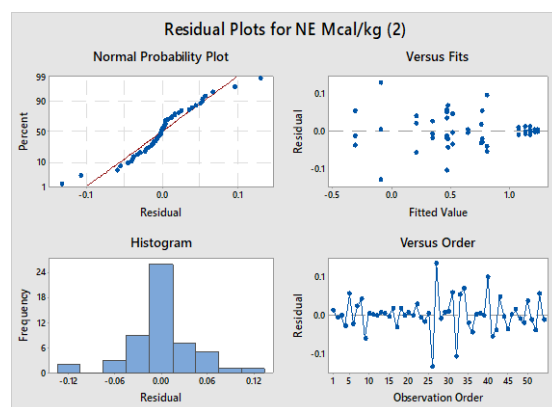 Residual Plots for NE Mcal/kg (2)
Normal Probability Plot
99
90
50
10
1
Percent
-0.1 0.0 0.1
Residual
Versus Fits
0.1
0.0
-0.1
Residual
-0.5 0.0 0.5 1.0
Fitted Value
Histogram
24
18
12
6
0
Frequency
-0.12 -0.06 0.00 0.06 0.12
Residual
Versus Order
0.1
0.0
-0.1
Residual
1 5 10 15 20 25 30 35 40 45 50
Observation Order